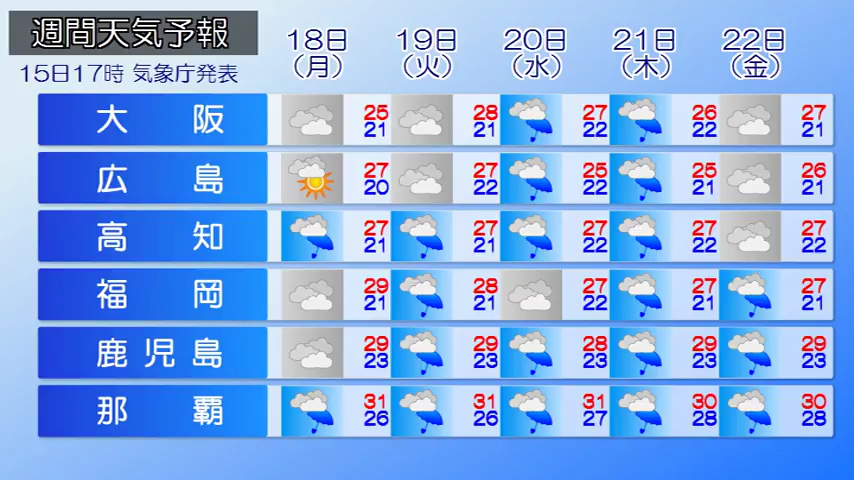 週間天気予報
15日17時 気象庁発表
18日 19日 20日 21日 22日
(月) (火) (水) (木) (金)
大阪 25 21 28 21 27 22 26 22 27 21
広島 27 20 27 22 25 22 25 21 26 21
高知 27 21 27 21 27 22 27 22 27 22
福岡 29 21 28 21 27 22 27 21 27 21
鹿児島 29 23 29 23 28 23 29 23 29 23
那覇 31 26 31 26 31 27 30 28 30 28